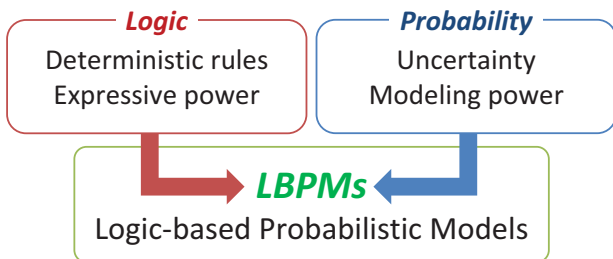 Logic
Deterministic rules
Expressive power
Probability
Uncertainty
Modeling power
LBPMs
Logic-based Probabilistic Models